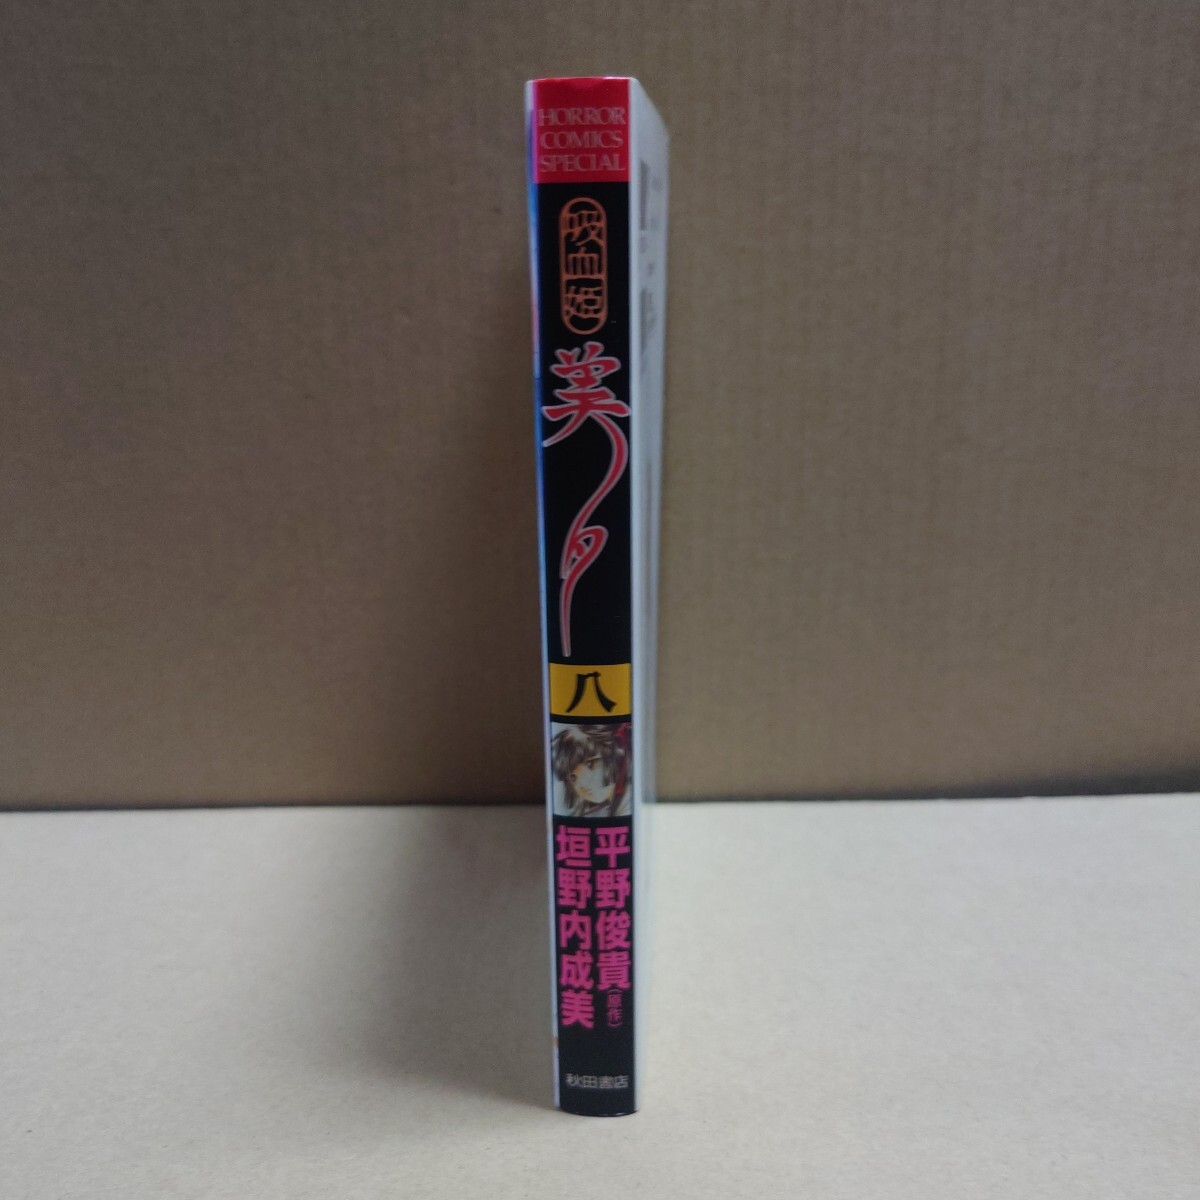 HORROR
COMICS
SPECIAL
吸血姫
美夕
八
平野俊貴(原作)
垣野内成美
秋田書店